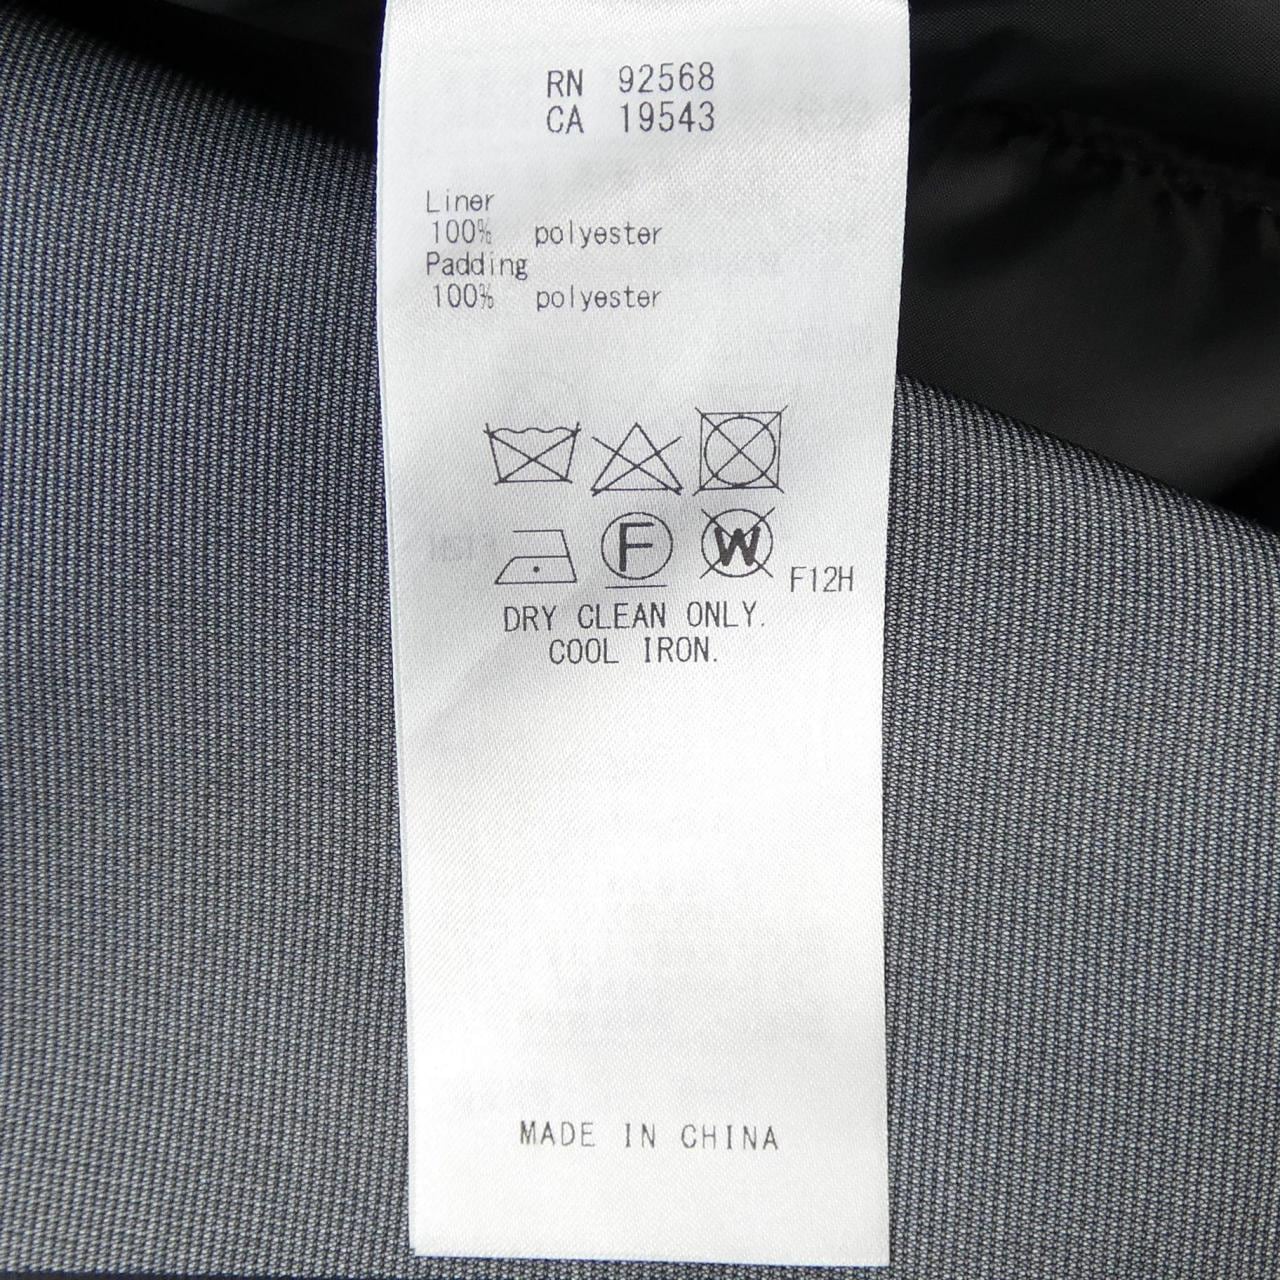 RN 92568
CA 19543
Liner
100% polyester
Padding
100% polyester
F W F12H
DRY CLEAN ONLY.
COOL IRON.
MADE IN CHINA